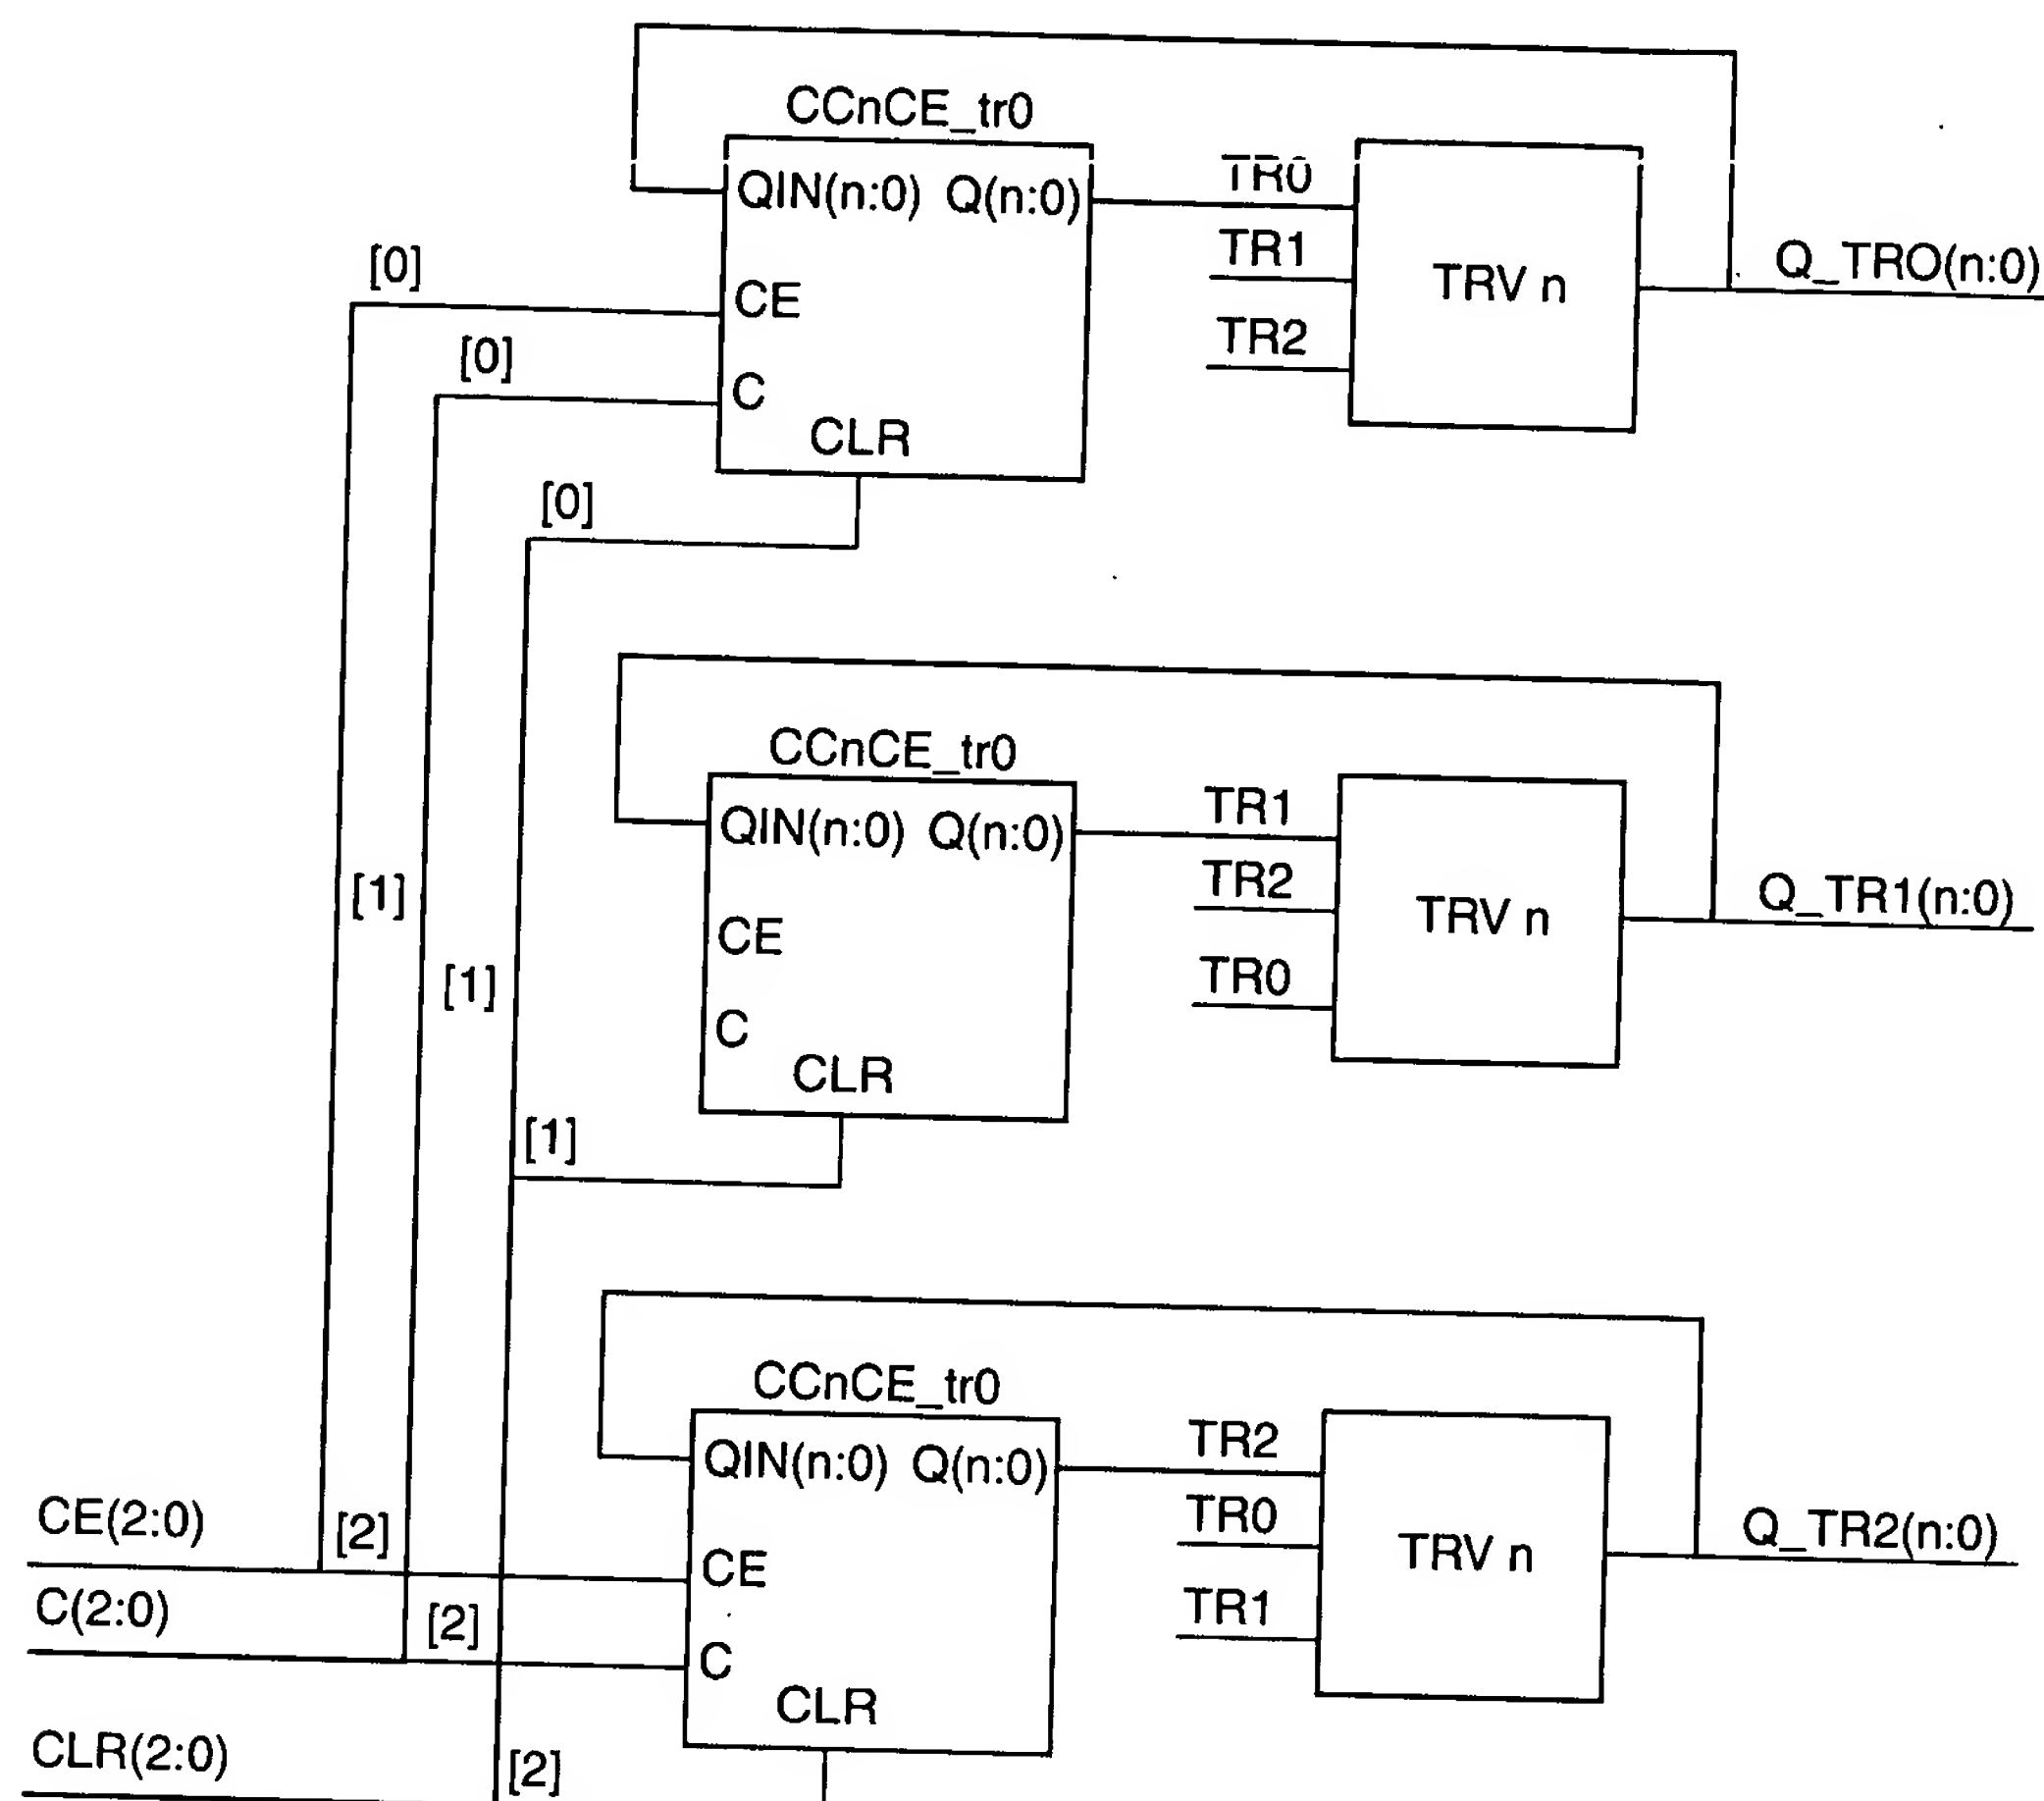 CCnCE_tr0
QIN(n:0) Q(n:0)
TR0
TR1
TRV n
Q_TRO(n:0)
[0]
CE
TR2
[0]
C
CLR
[0]
CCnCE_tr0
QIN(n:0) Q(n:0)
TR1
TR2
TRV n
Q_TR1(n:0)
[1]
CE
TR0
[1]
C
CLR
[1]
CCnCE_tr0
QIN(n:0) Q(n:0)
TR2
TR0
TRV n
Q_TR2(n:0)
CE(2:0)
[2]
CE
TR1
C(2:0)
[2]
C
CLR
CLR(2:0)
[2]